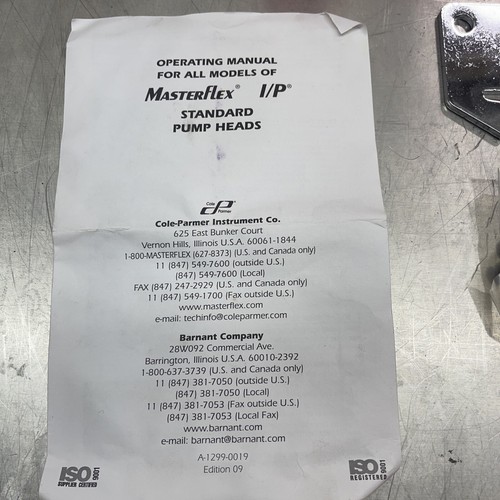 OPERATING MANUAL
FOR ALL MODELS OF
MASTERFLEX® I/P®
STANDARD
PUMP HEADS
Cole
Parmer
Cole-Parmer Instrument Co.
625 East Bunker Court
Vernon Hills, Illinois U.S.A. 60061-1844
1-800-MASTERFLEX (627-8373) (U.S. and Canada only)
11 (847) 549-7600 (outside U.S.)
(847) 549-7600 (Local)
FAX (847) 247-2929 (U.S. and Canada only)
11 (847) 549-1700 (Fax outside U.S.)
www.masterflex.com
e-mail: techinfo@coleparmer.com
Barnant Company
28W092 Commercial Ave.
Barrington, Illinois U.S.A. 60010-2392
1-800-637-3739 (U.S. and Canada only)
11 (847) 381-7050 (outside U.S.)
(847) 381-7050 (Local)
11 (847) 381-7053 (Fax outside U.S.)
(847) 381-7053 (Local Fax)
www.barnant.com
e-mail: barnant@barnant.com
A-1299-0019
Edition 09
ISO 9001
SUPPLIER CERTIFIED
ISO 9001
REGISTERED